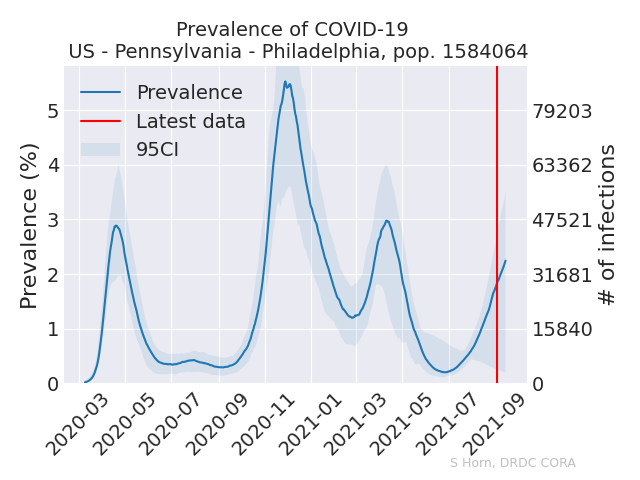 Prevalence of COVID-19
US - Pennsylvania - Philadelphia, pop. 1584064
Prevalence
Latest data
95CI
Prevalence (%)
5
4
3
2
1
0
79203
63362
47521
31681
15840
0
# of infections
2020-03
2020-05
2020-07
2020-09
2020-11
2021-01
2021-03
2021-05
2021-07
2021-09
S Horn, DRDC CORA